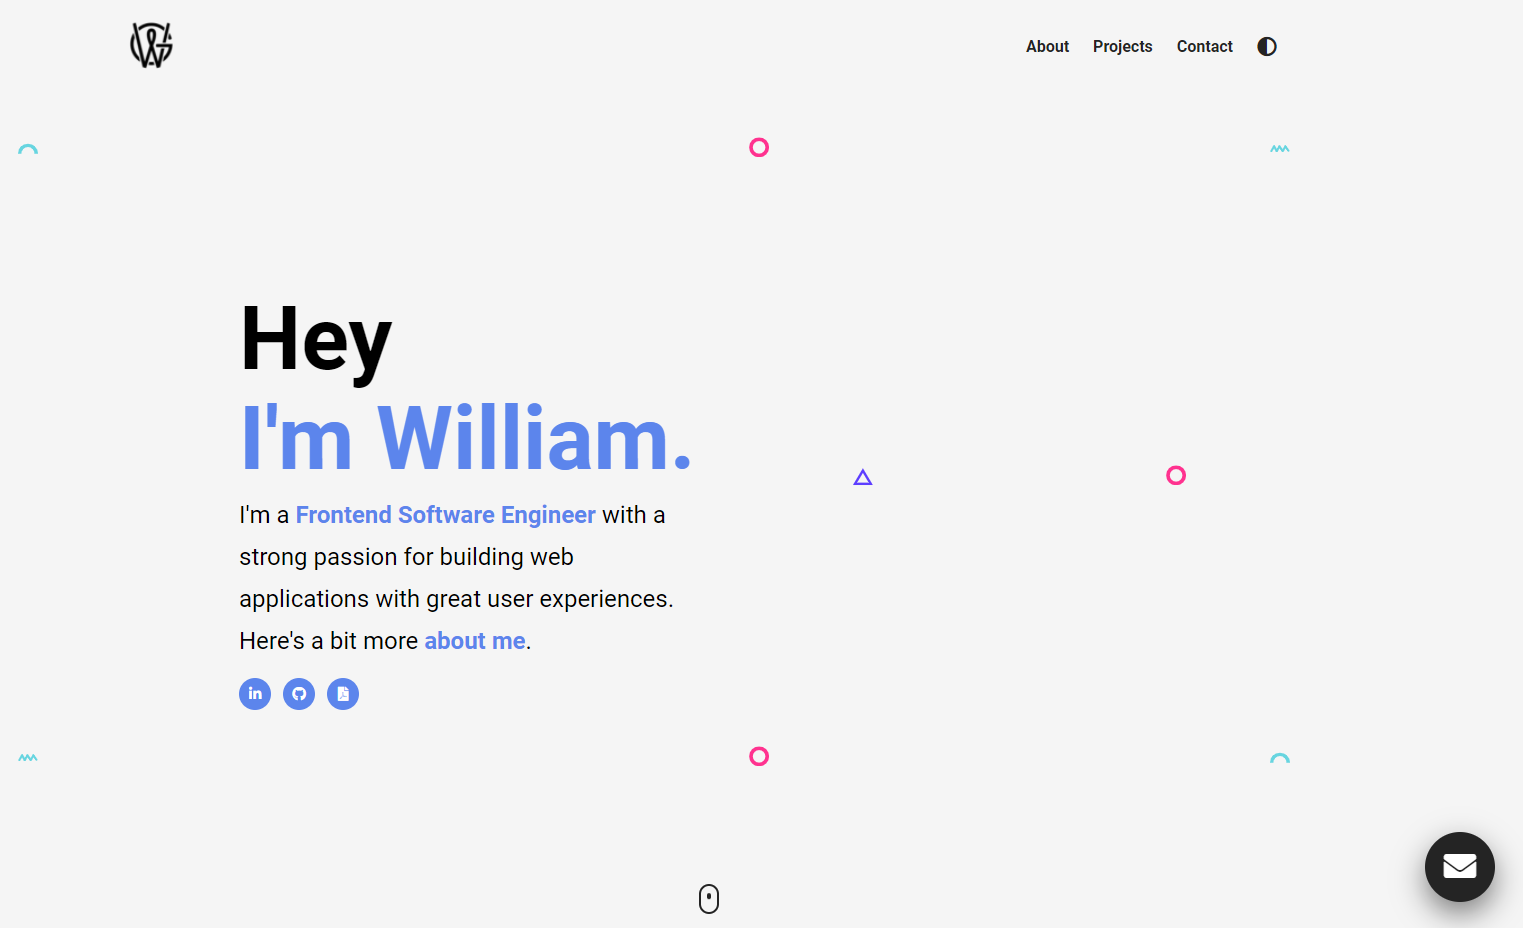 About Projects Contact
Hey
I'm William.
I'm a Frontend Software Engineer with a
strong passion for building web
applications with great user experiences.
Here's a bit more about me.
in